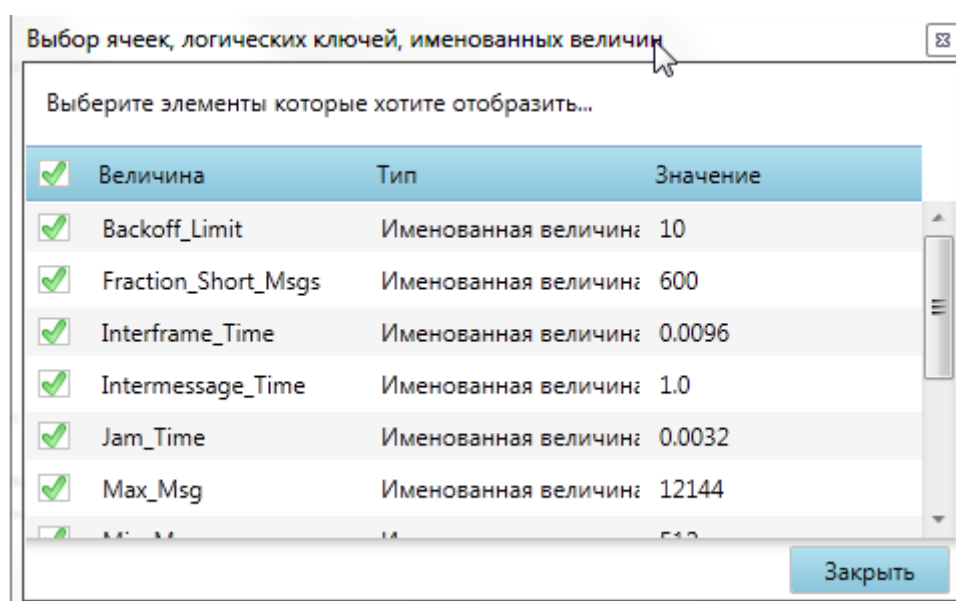 Выбор ячеек, логических ключей, именованных величин
Выберите элементы которые хотите отобразить...
Величина Тип Значение
Backoff_Limit Именованная величина 10
Fraction_Short_Msgs Именованная величина 600
Interframe_Time Именованная величина 0.0096
Intermessage_Time Именованная величина 1.0
Jam_Time Именованная величина 0.0032
Max_Msg Именованная величина 12144
Закрыть